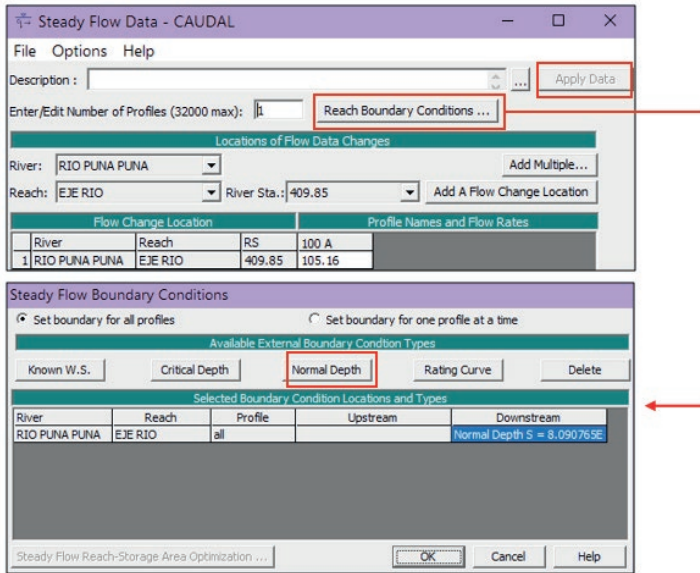 Steady Flow Data - CAUDAL
File Options Help
Description : ... Apply Data
Enter/Edit Number of Profiles (32000 max): 1 Reach Boundary Conditions ...
Locations of Flow Data Changes
River: RIO PUNA PUNA Add Multiple...
Reach: EJE RIO River Sta.: 409.85 Add A Flow Change Location
Flow Change Location Profile Names and Flow Rates
River Reach RS 100 A
1 RIO PUNA PUNA EJE RIO 409.85 105.16
Steady Flow Boundary Conditions
Set boundary for all profiles Set boundary for one profile at a time
Available External Boundary Condtion Types
Known W.S. Critical Depth Normal Depth Rating Curve Delete
Selected Boundary Condition Locations and Types
River Reach Profile Upstream Downstream
RIO PUNA PUNA EJE RIO all Normal Depth S = 8.090765E
Steady Flow Reach-Storage Area Optimization ... OK Cancel Help